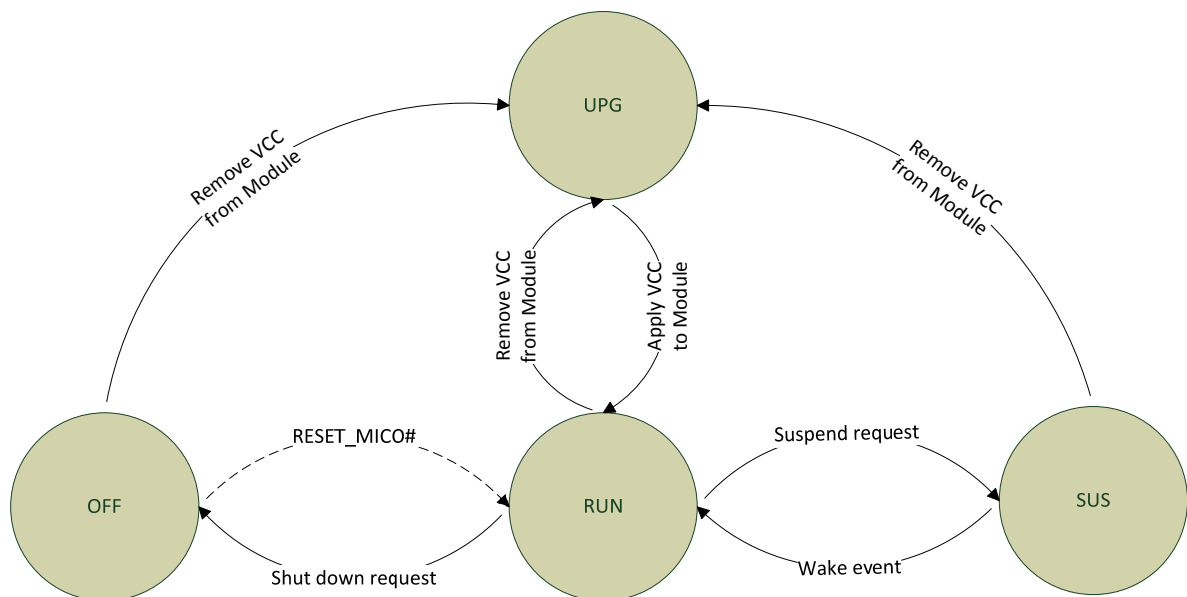 UPG
Remove VCC
from Module
Remove VCC
from Module
Remove VCC
from Module
Apply VCC
to Module
RESET_MICO#
Suspend request
OFF
RUN
SUS
Shut down request
Wake event